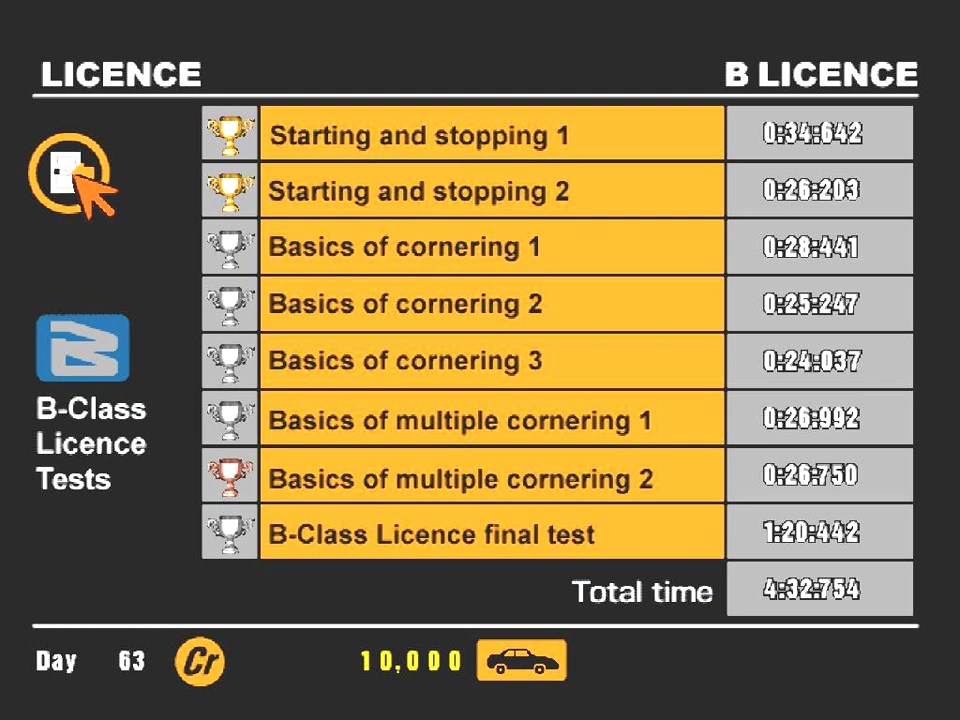 LICENCE B LICENCE
Starting and stopping 1 0:34:642
Starting and stopping 2 0:26:203
Basics of cornering 1 0:28:441
Basics of cornering 2 0:25:247
Basics of cornering 3 0:24:037
Basics of multiple cornering 1 0:26:992
Basics of multiple cornering 2 0:26:750
B-Class Licence final test 1:20:442
Total time 4:32:754
B
B-Class
Licence
Tests
Day 63 Cr 10,000